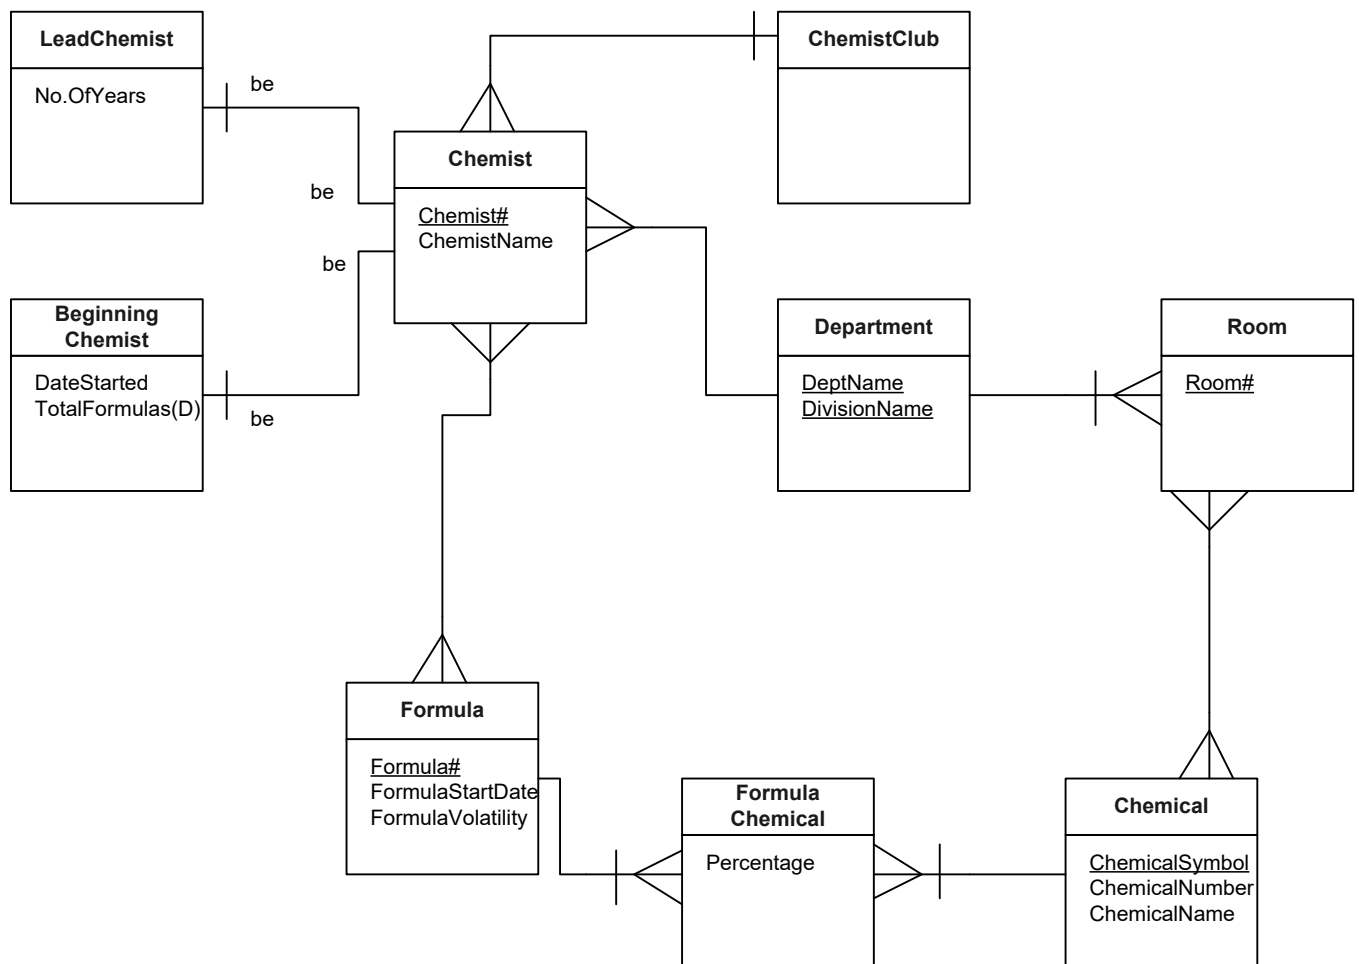 LeadChemist
No.OfYears
be
ChemistClub
be
Chemist
Chemist#
ChemistName
be
Beginning
Chemist
DateStarted
TotalFormulas(D)
be
Department
DeptName
DivisionName
Room
Room#
Formula
Formula#
FormulaStartDate
FormulaVolatility
Formula
Chemical
Percentage
Chemical
ChemicalSymbol
ChemicalNumber
ChemicalName